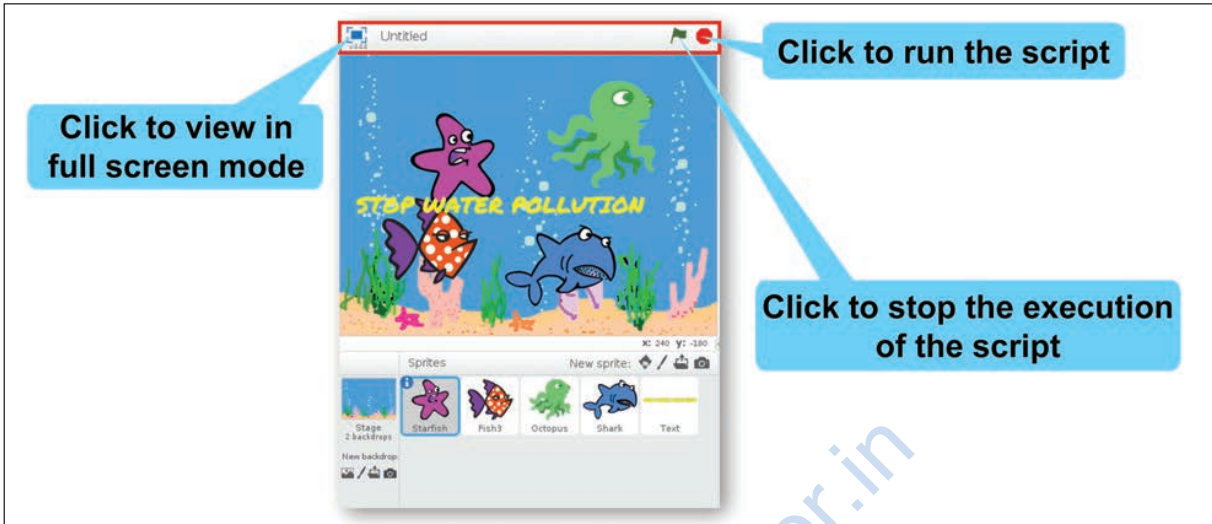 Untitled
Click to run the script
Click to view in
full screen mode
STOP WATER POLLUTION
Click to stop the execution
of the script
x: 240 y: -180
Sprites
New sprite:
Stage
2 backdrops
Starfish
Fish3
Octopus
Shark
Text
New backdrop:
er.in